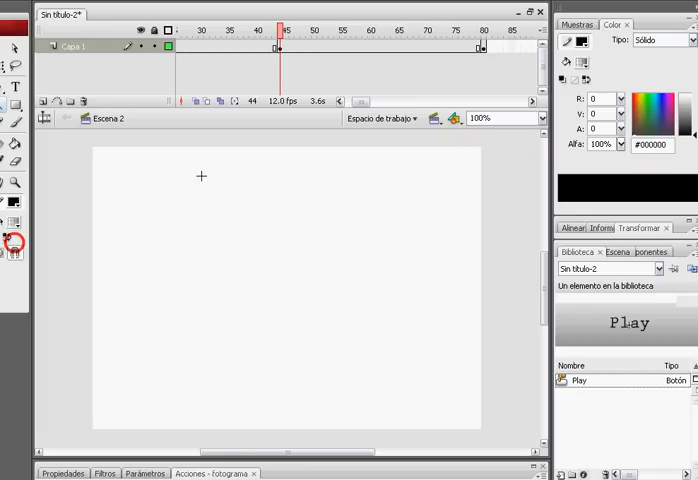 Sin título-2*
30 35 40 45 50 55 60 65 70 75 80 85
Capa 1
44 12.0 fps 3.6s
Escena 2
Espacio de trabajo
100%
Propiedades Filtros Parámetros Acciones - fotograma
Muestras Color
Tipo: Sólido
R: 0
V: 0
A: 0
Alfa: 100% #000000
Alinear Inform Transformar
Biblioteca Escena ponentes
Sin título-2
Un elemento en la biblioteca
Play
Nombre Tipo
Play Botón
T